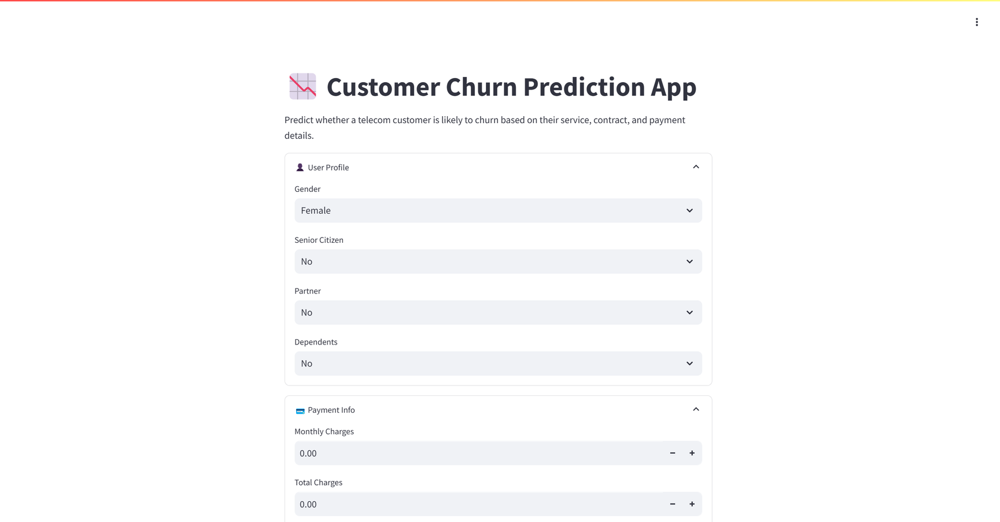 Customer Churn Prediction App
Predict whether a telecom customer is likely to churn based on their service, contract, and payment
details.
User Profile
Gender
Female
Senior Citizen
No
Partner
No
Dependents
No
Payment Info
Monthly Charges
0.00
Total Charges
0.00